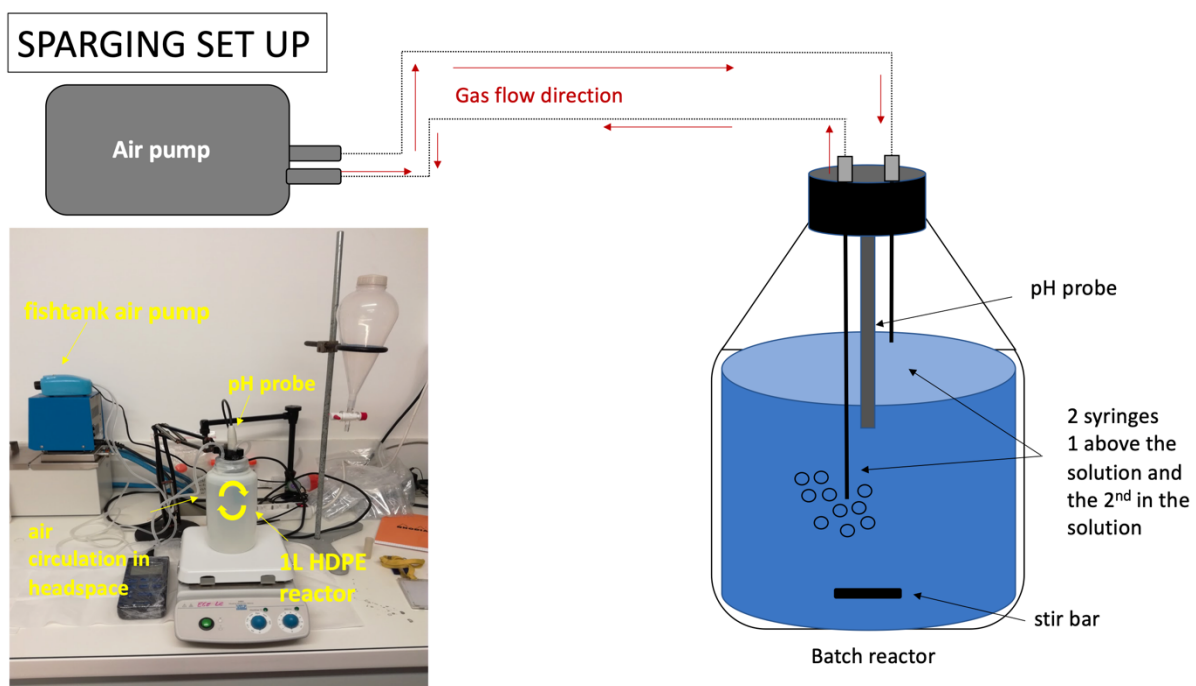 SPARGING SET UP
Air pump
Gas flow direction
pH probe
2 syringes
1 above the
solution and
the 2nd in the
solution
stir bar
Batch reactor
fishtank air pump
pH probe
air
circulation in
headspace
1L HDPE
reactor